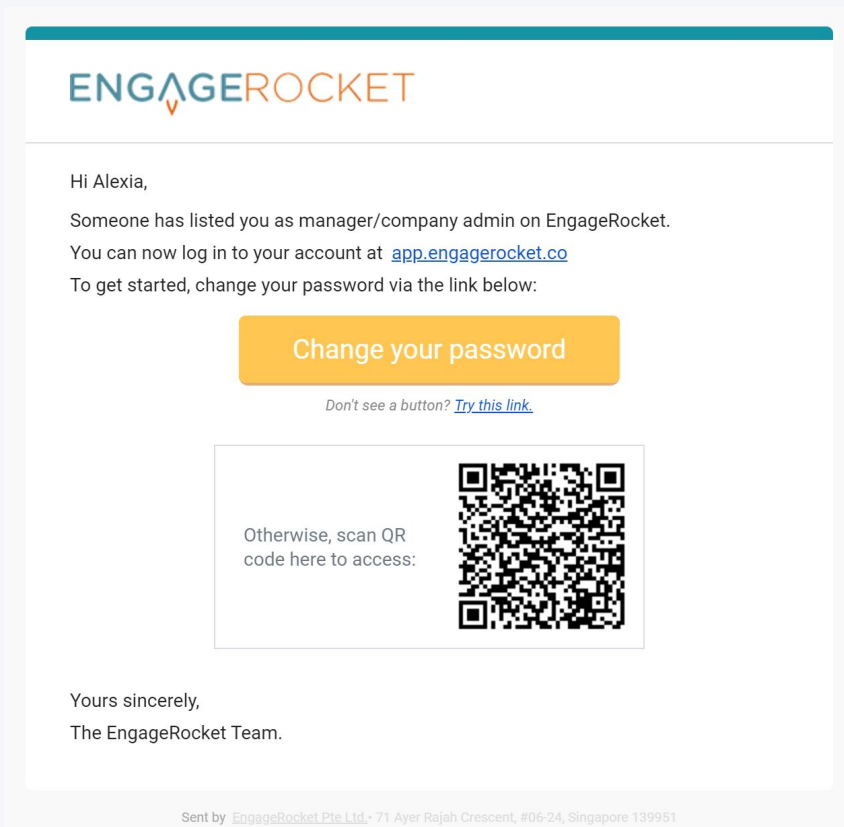 ENGAGEROCKET
Hi Alexia,
Someone has listed you as manager/company admin on EngageRocket.
You can now log in to your account at app.engagerocket.co
To get started, change your password via the link below:
Change your password
Don't see a button? Try this link.
Otherwise, scan QR
code here to access:
Yours sincerely,
The EngageRocket Team.
Sent by EngageRocket Pte Ltd.• 71 Ayer Rajah Crescent, #06-24, Singapore 139951